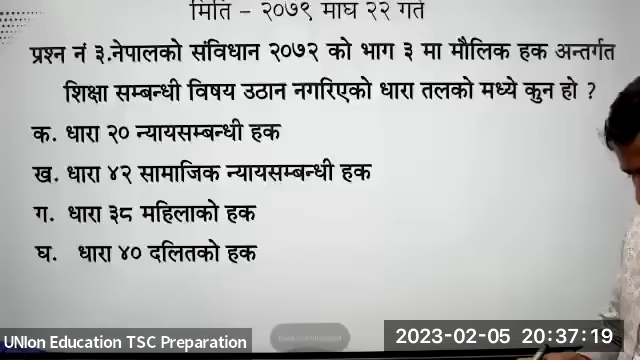 मिति – २०७९ माघ २२ गते
प्रश्न नं ३.नेपालको संविधान २०७२ को भाग ३ मा मौलिक हक अन्तर्गत
शिक्षा सम्बन्धी विषय उठान नगरिएको धारा तलको मध्ये कुन हो ?
क. धारा २० न्यायसम्बन्धी हक
ख. धारा ४२ सामाजिक न्यायसम्बन्धी हक
ग. धारा ३८ महिलाको हक
घ. धारा ४० दलितको हक
UNIon Education TSC Preparation
2023-02-05 20:37:19